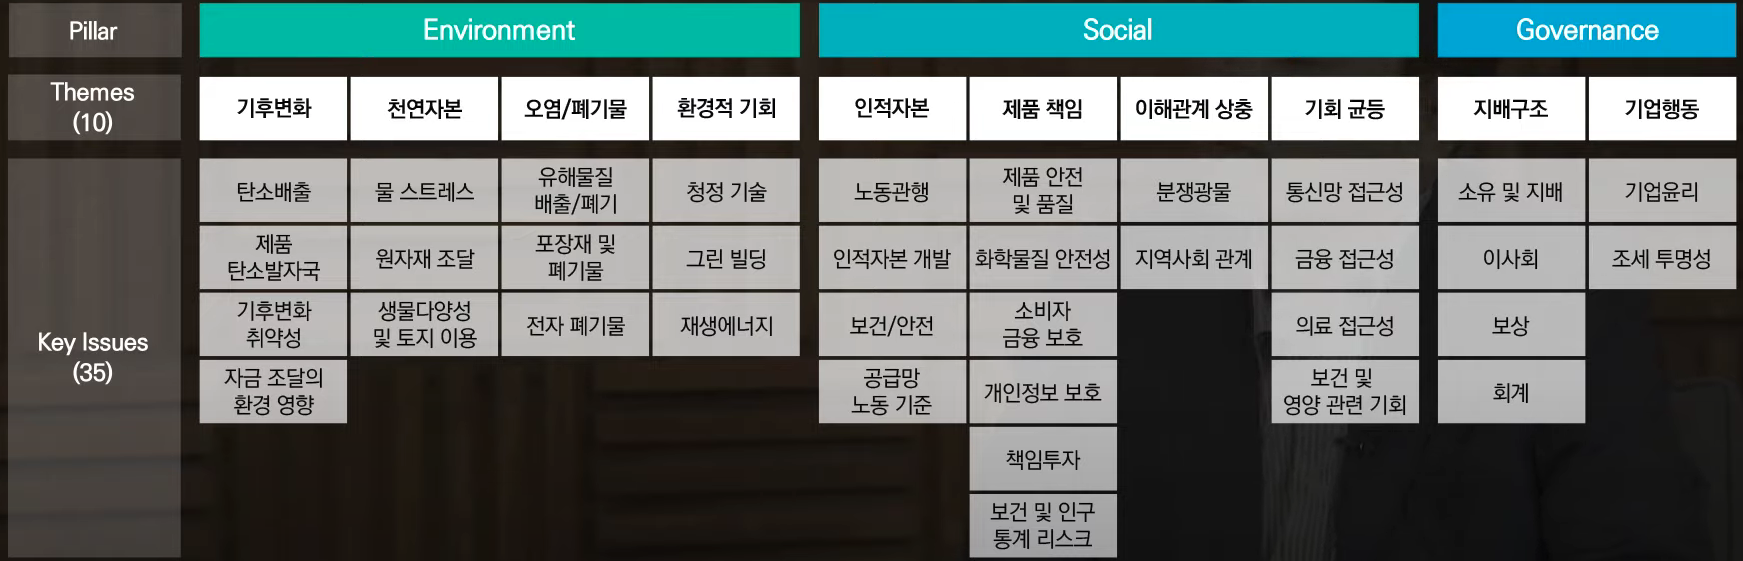 Pillar
Environment
Social
Governance
Themes
(10)
기후변화
천연자본
오염/폐기물
환경적 기회
인적자본
제품 책임
이해관계 상충
기회 균등
지배구조
기업행동
Key Issues
(35)
탄소배출
물 스트레스
유해물질
배출/폐기
청정 기술
노동관행
제품 안전
및 품질
분쟁광물
통신망 접근성
소유 및 지배
기업윤리
제품
탄소발자국
원자재 조달
포장재 및
폐기물
그린 빌딩
인적자본 개발
화학물질 안전성
지역사회 관계
금융 접근성
이사회
조세 투명성
기후변화
취약성
생물다양성
및 토지 이용
전자 폐기물
재생에너지
보건/안전
소비자
금융 보호
의료 접근성
보상
자금 조달의
환경 영향
공급망
노동 기준
개인정보 보호
보건 및
영양 관련 기회
회계
책임투자
보건 및 인구
통계 리스크